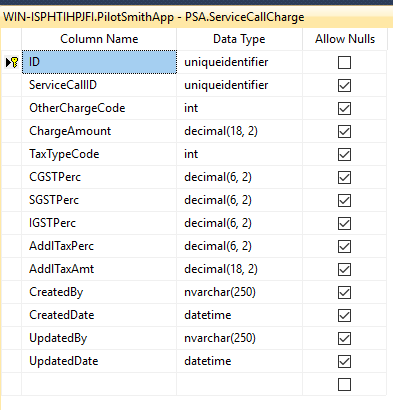 WIN-ISPHTIHPJFI.PilotSmithApp - PSA.ServiceCallCharge
Column Name Data Type Allow Nulls
ID uniqueidentifier
ServiceCallID uniqueidentifier
OtherChargeCode int
ChargeAmount decimal(18, 2)
TaxTypeCode int
CGSTPerc decimal(6, 2)
SGSTPerc decimal(6, 2)
IGSTPerc decimal(6, 2)
AddlTaxPerc decimal(6, 2)
AddlTaxAmt decimal(18, 2)
CreatedBy nvarchar(250)
CreatedDate datetime
UpdatedBy nvarchar(250)
UpdatedDate datetime